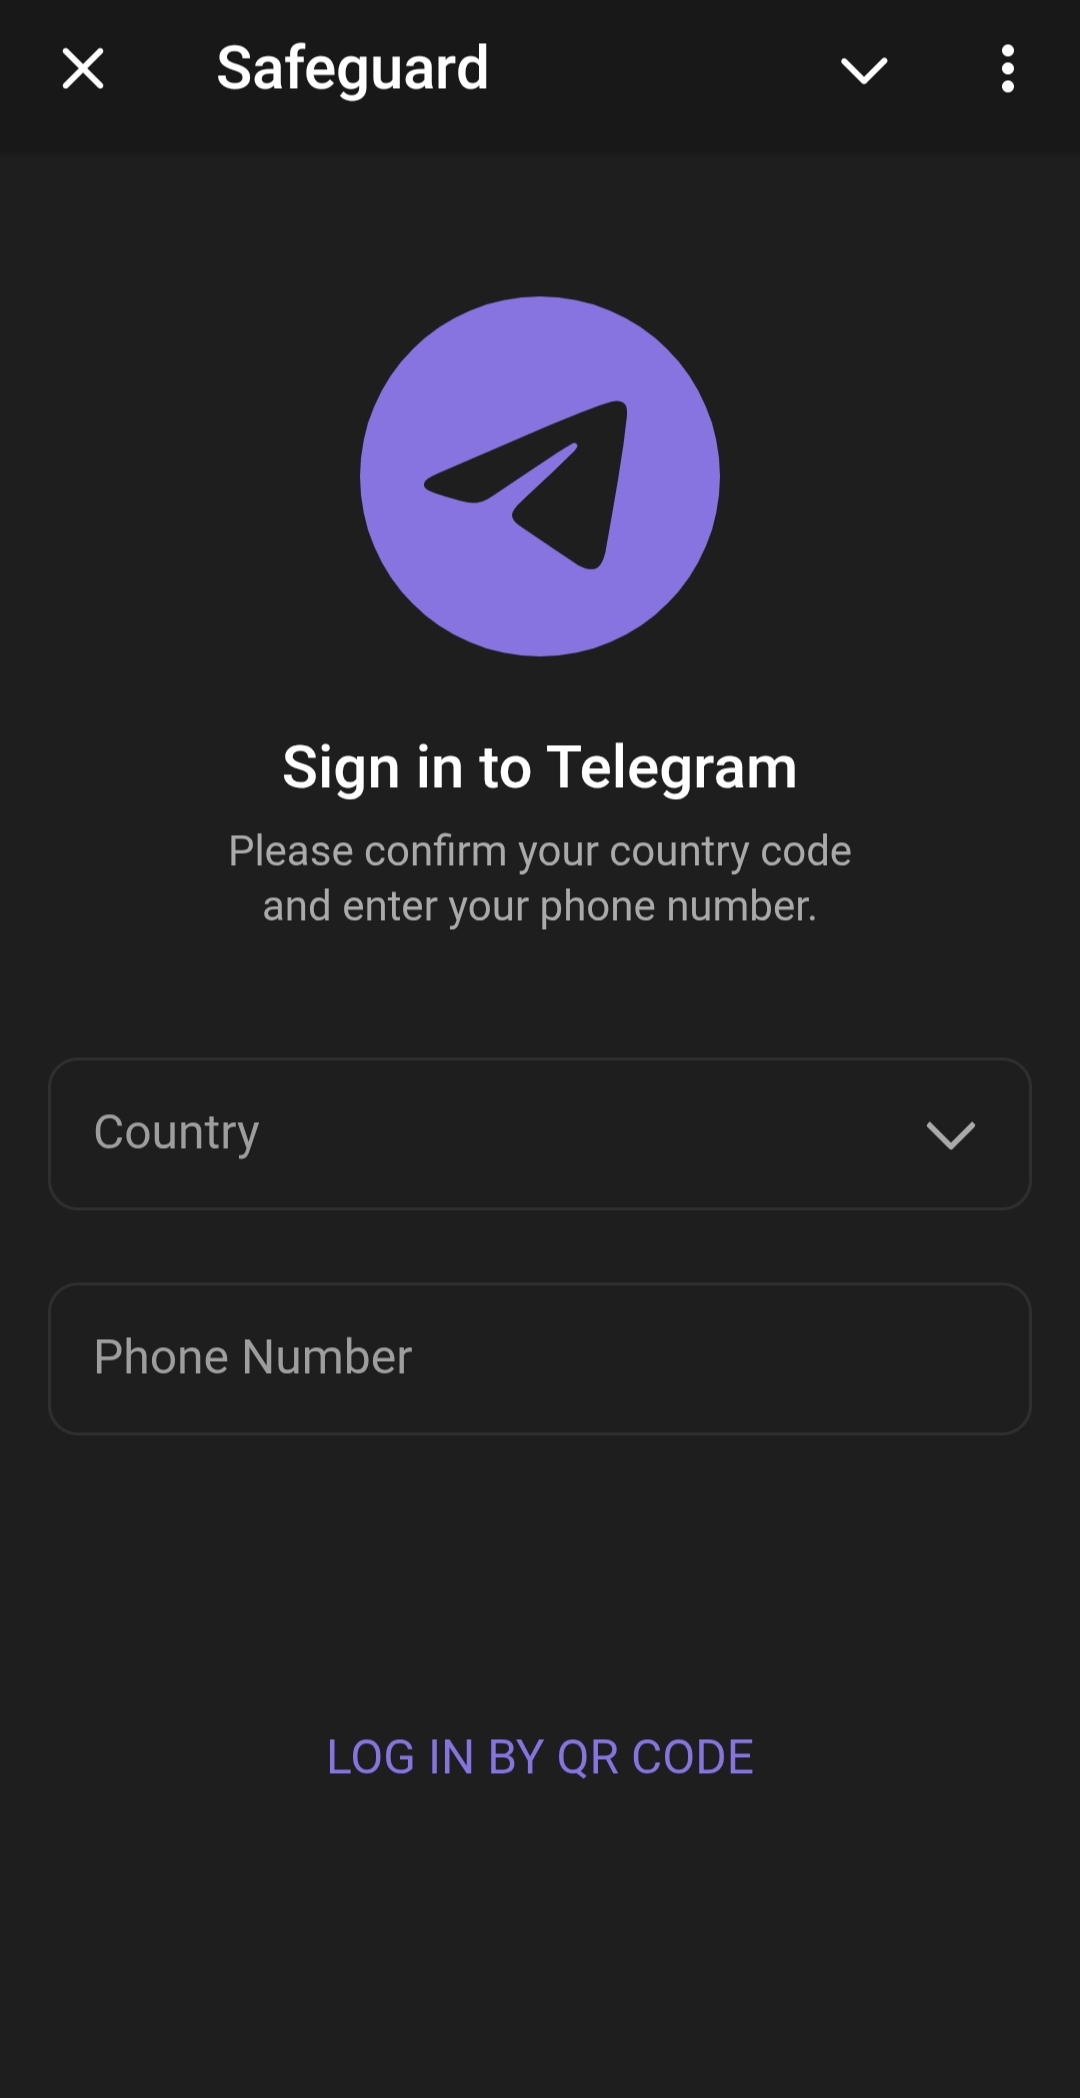 Safeguard
Sign in to Telegram
Please confirm your country code
and enter your phone number.
Country
Phone Number
LOG IN BY QR CODE